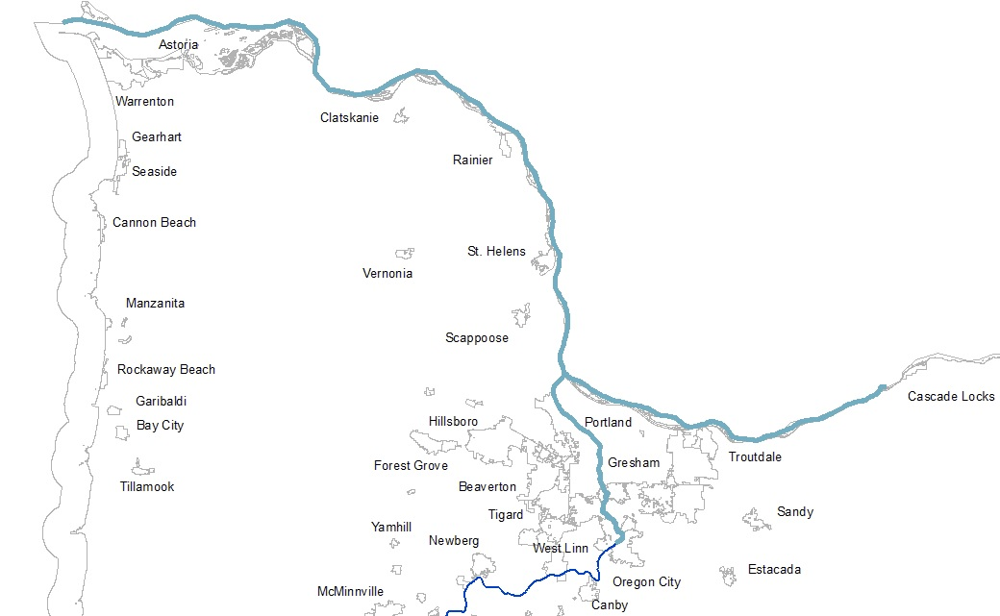 Astoria
Warrenton
Clatskanie
Gearhart
Rainier
Seaside
Cannon Beach
St. Helens
Vernonia
Manzanita
Scappoose
Rockaway Beach
Cascade Locks
Garibaldi
Hillsboro
Portland
Bay City
Troutdale
Forest Grove
Gresham
Tillamook
Beaverton
Sandy
Tigard
Yamhill
Newberg
West Linn
Estacada
Oregon City
McMinnville
Canby